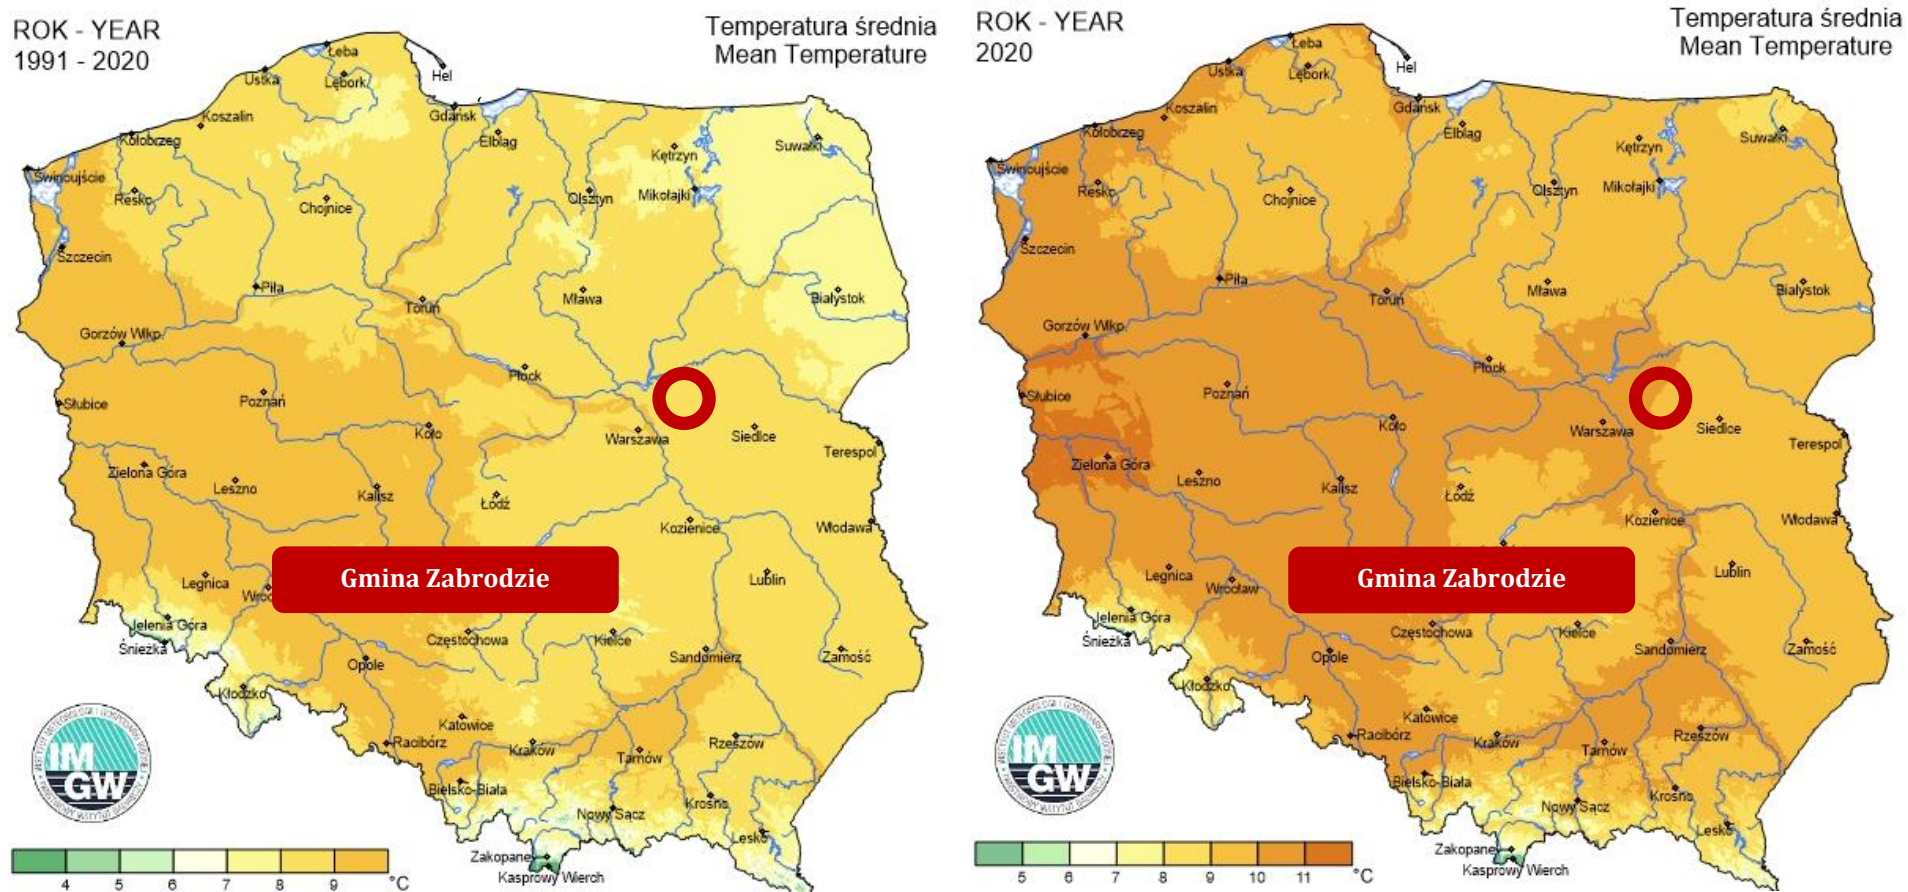 ROK - YEAR
1991 - 2020
Temperatura średnia
Mean Temperature
Łeba
Ustka
Lębork
Hel
Koszalin
Gdańsk
Kołobrzeg
Elbląg
Suwałki
Kętrzyn
Świnoujście
Resko
Chojnice
Olsztyn
Mikołajki
Szczecin
Piła
Toruń
Mława
Białystok
Gorzów Wlkp.
Płock
Słubice
Poznań
Koło
Warszawa
Siedlce
Terespol
Zielona Góra
Leszno
Kalisz
Łódź
Kozienice
Włodawa
Gmina Zabrodzie
Legnica
Wroc
Lublin
Jelenia Góra
Śnieżka
Częstochowa
Kielce
Opole
Sandomierz
Zamość
Kłodzko
Katowice
Racibórz
Kraków
Tarnów
Rzeszów
Bielsko-Biała
Nowy Sącz
Krosno
Lesko
Zakopane
Kasprowy Wierch
IM
GW
4 5 6 7 8 9 °C
ROK - YEAR
2020
Temperatura średnia
Mean Temperature
Łeba
Ustka
Lębork
Hel
Koszalin
Gdańsk
Kołobrzeg
Elbląg
Suwałki
Kętrzyn
Świnoujście
Resko
Chojnice
Olsztyn
Mikołajki
Szczecin
Piła
Toruń
Mława
Białystok
Gorzów Wlkp.
Płock
Słubice
Poznań
Koło
Warszawa
Siedlce
Terespol
Zielona Góra
Leszno
Kalisz
Łódź
Kozienice
Włodawa
Gmina Zabrodzie
Legnica
Wrocław
Lublin
Jelenia Góra
Śnieżka
Częstochowa
Kielce
Opole
Sandomierz
Zamość
Kłodzko
Katowice
Racibórz
Kraków
Tarnów
Rzeszów
Bielsko-Biała
Nowy Sącz
Krosno
Lesko
Zakopane
Kasprowy Wierch
IM
GW
5 6 7 8 9 10 11 °C